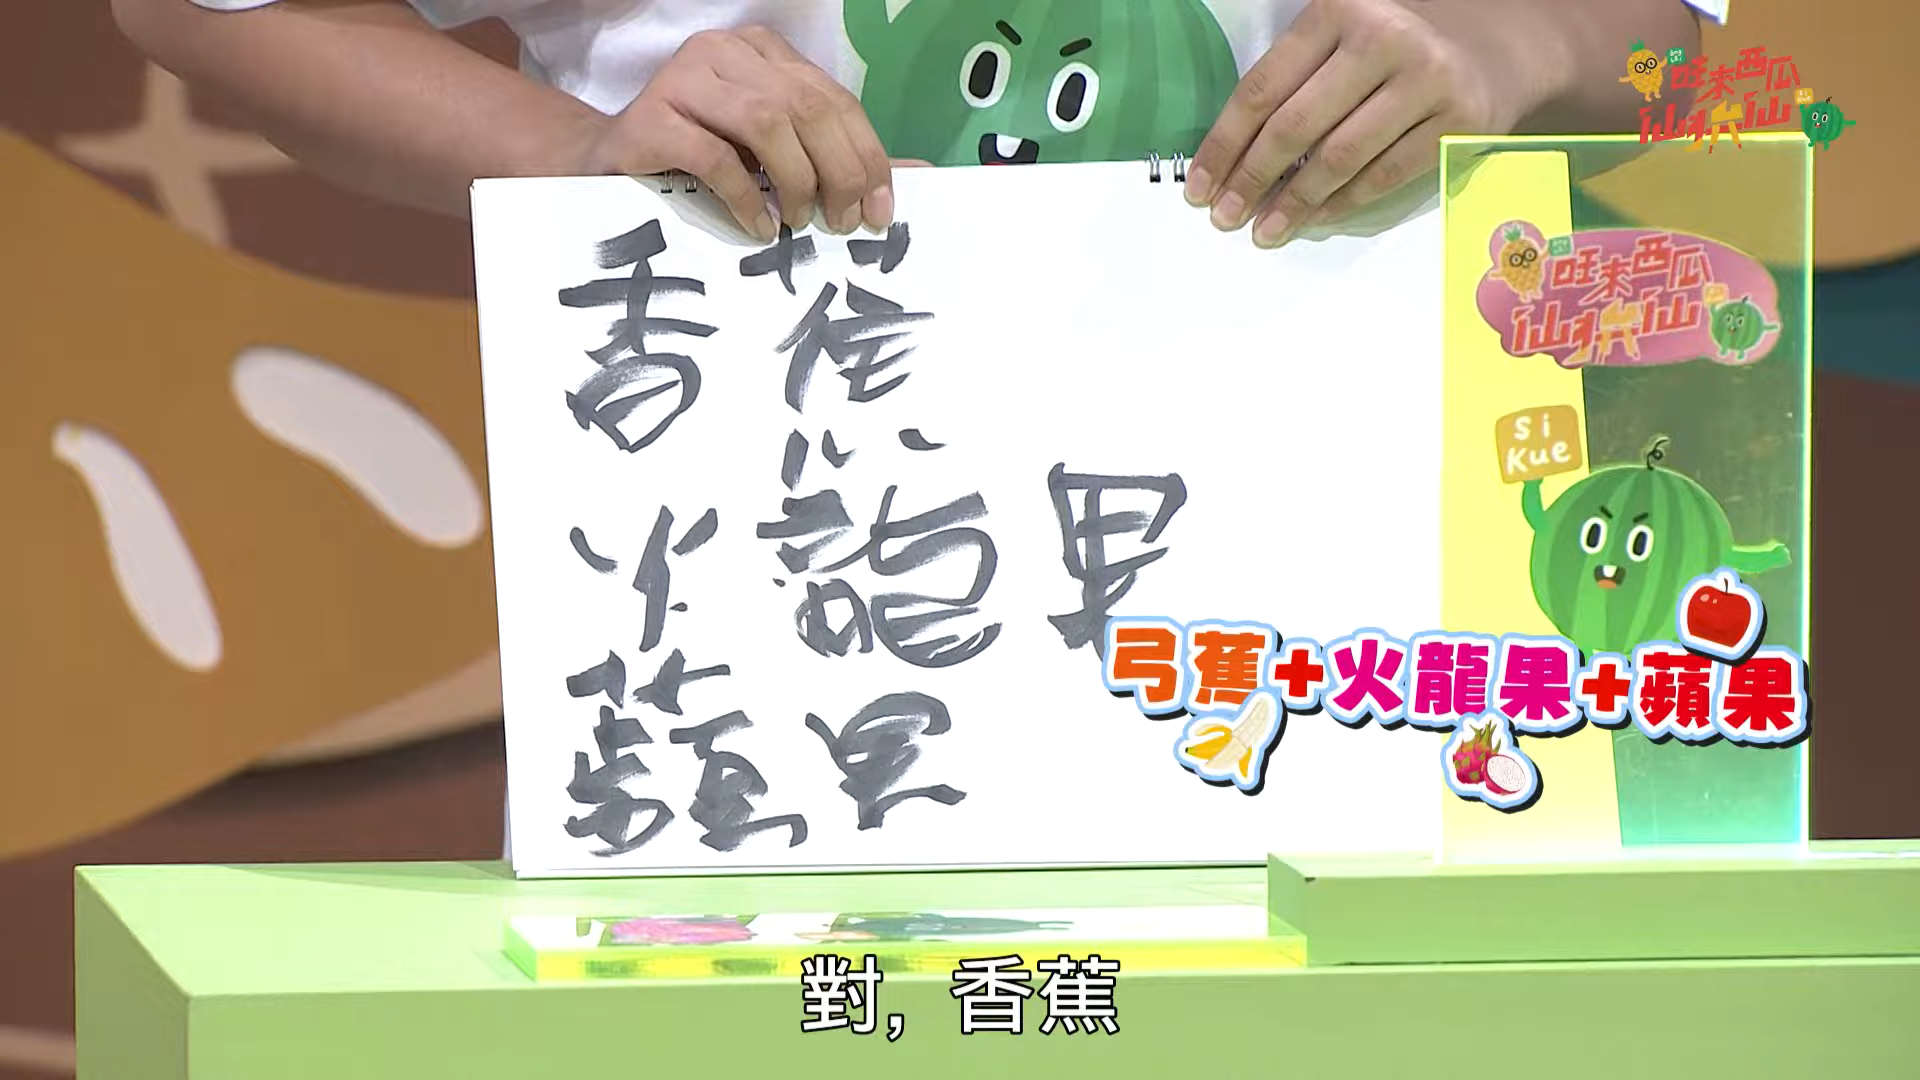 旺來西瓜
仙拚仙
香蕉
火龍果
蘋果
旺來西瓜
仙拚仙
si
Kue
弓蕉+火龍果+蘋果
對, 香蕉